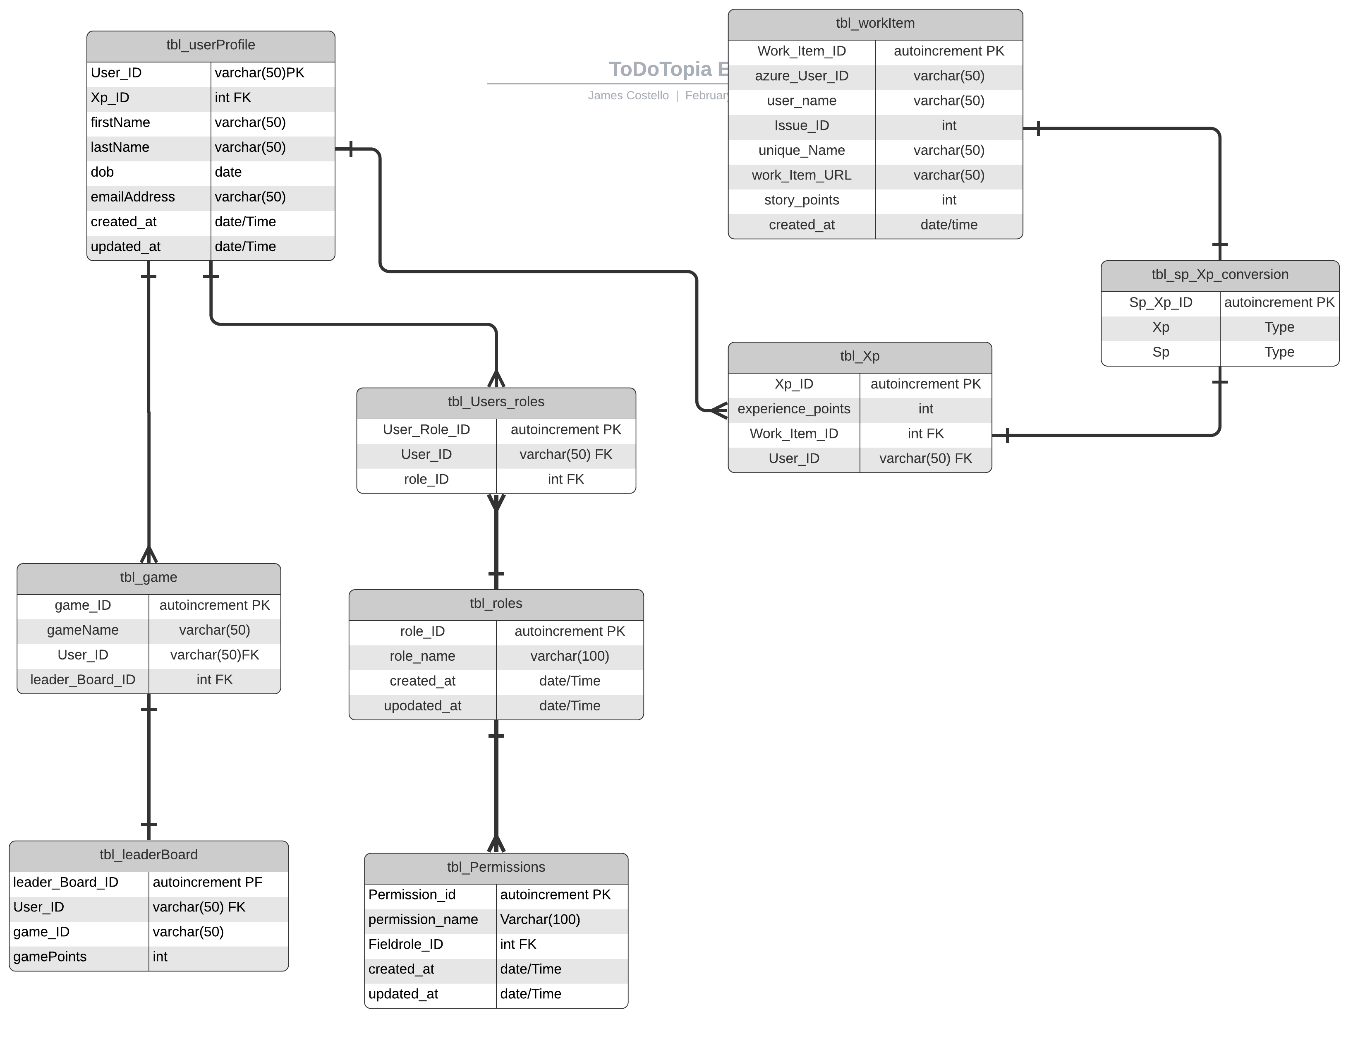 tbl_userProfile
User_ID varchar(50)PK
Xp_ID int FK
firstName varchar(50)
lastName varchar(50)
dob date
emailAddress varchar(50)
created_at date/Time
updated_at date/Time
ToDoTopia E
James Costello | February
tbl_workItem
Work_Item_ID autoincrement PK
azure_User_ID varchar(50)
user_name varchar(50)
Issue_ID int
unique_Name varchar(50)
work_Item_URL varchar(50)
story_points int
created_at date/time
tbl_sp_Xp_conversion
Sp_Xp_ID autoincrement PK
Xp Type
Sp Type
tbl_Xp
Xp_ID autoincrement PK
experience_points int
Work_Item_ID int FK
User_ID varchar(50) FK
tbl_Users_roles
User_Role_ID autoincrement PK
User_ID varchar(50) FK
role_ID int FK
tbl_game
game_ID autoincrement PK
gameName varchar(50)
User_ID varchar(50)FK
leader_Board_ID int FK
tbl_roles
role_ID autoincrement PK
role_name varchar(100)
created_at date/Time
upodated_at date/Time
tbl_leaderBoard
leader_Board_ID autoincrement PF
User_ID varchar(50) FK
game_ID varchar(50)
gamePoints int
tbl_Permissions
Permission_id autoincrement PK
permission_name Varchar(100)
Fieldrole_ID int FK
created_at date/Time
updated_at date/Time